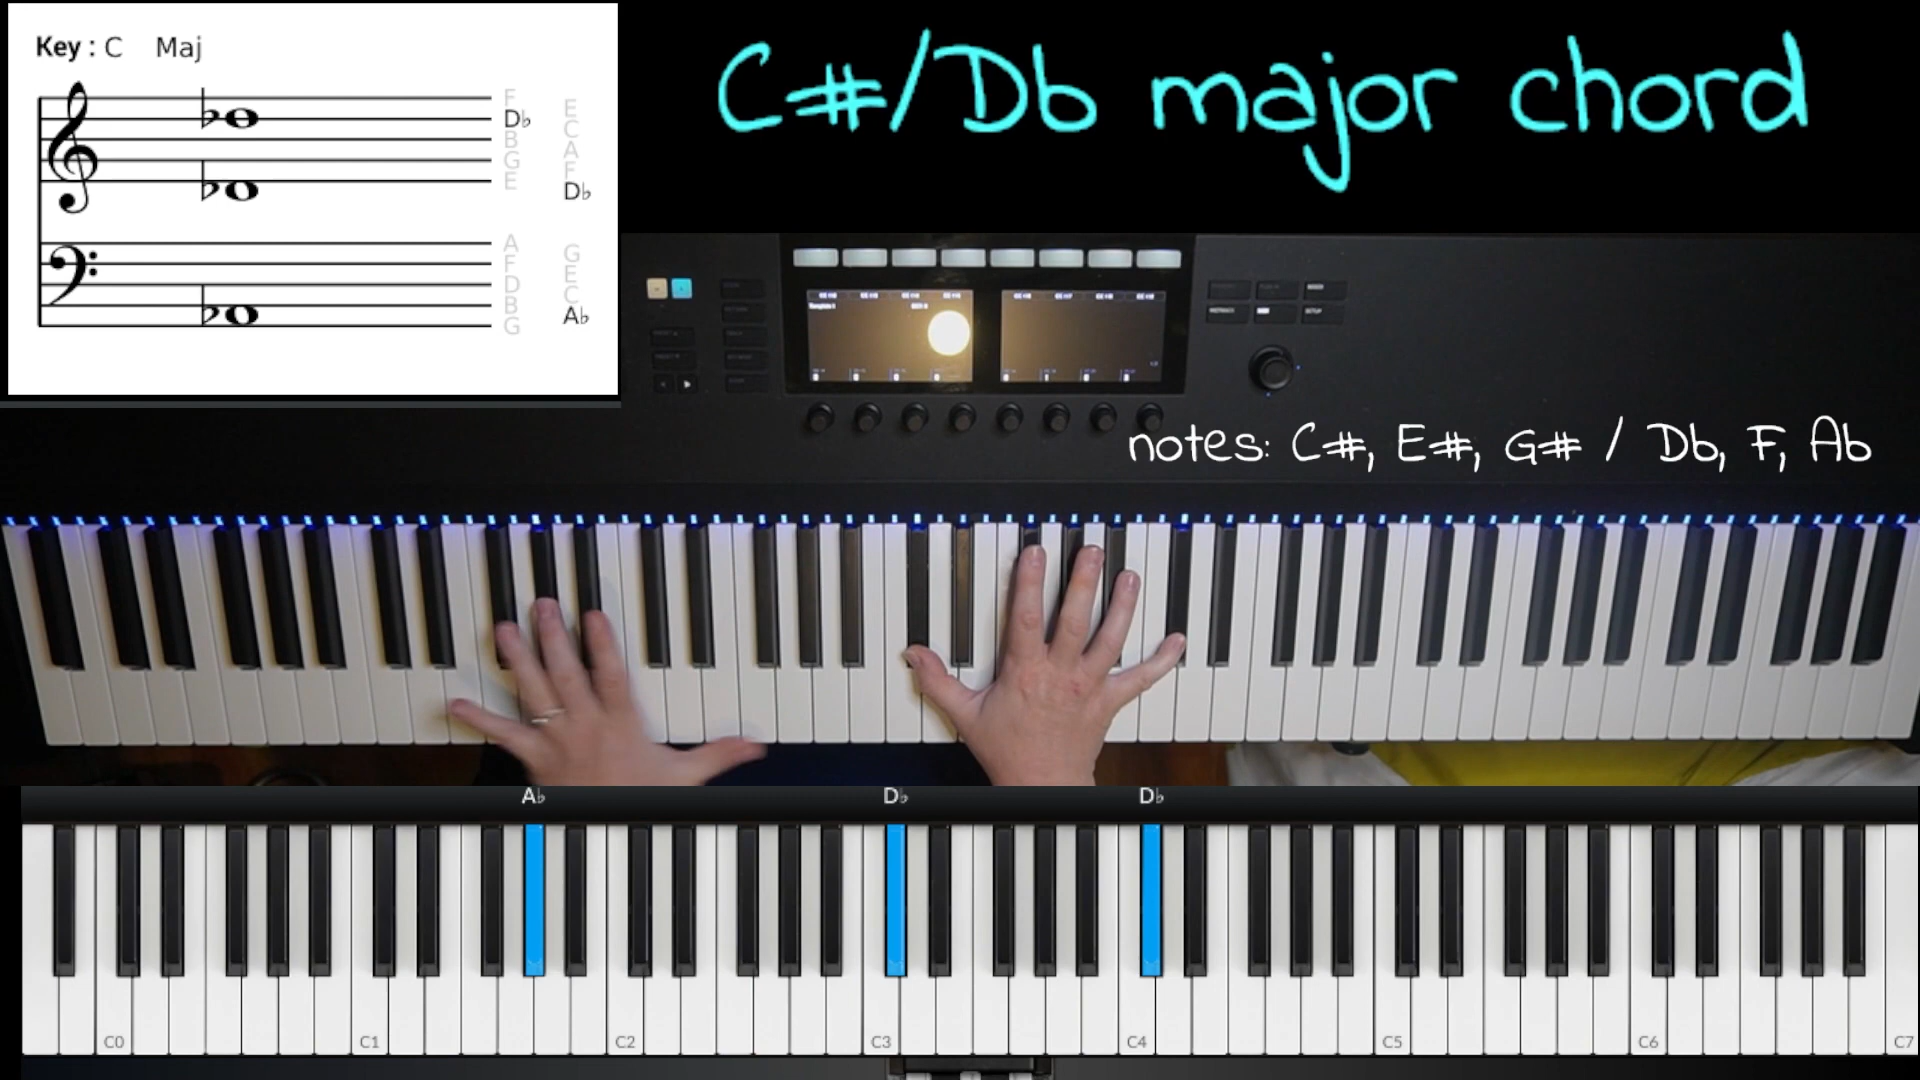 Key : C Maj
C#/Db major chord
F
E
D♭
C
B
A
G
F
E
D♭
A
G
F
E
D
C
B
A♭
G
notes: C#, E#, G# / Db, F, Ab
A♭ D♭ D♭
C0 C1 C2 C3 C4 C5 C6 C7